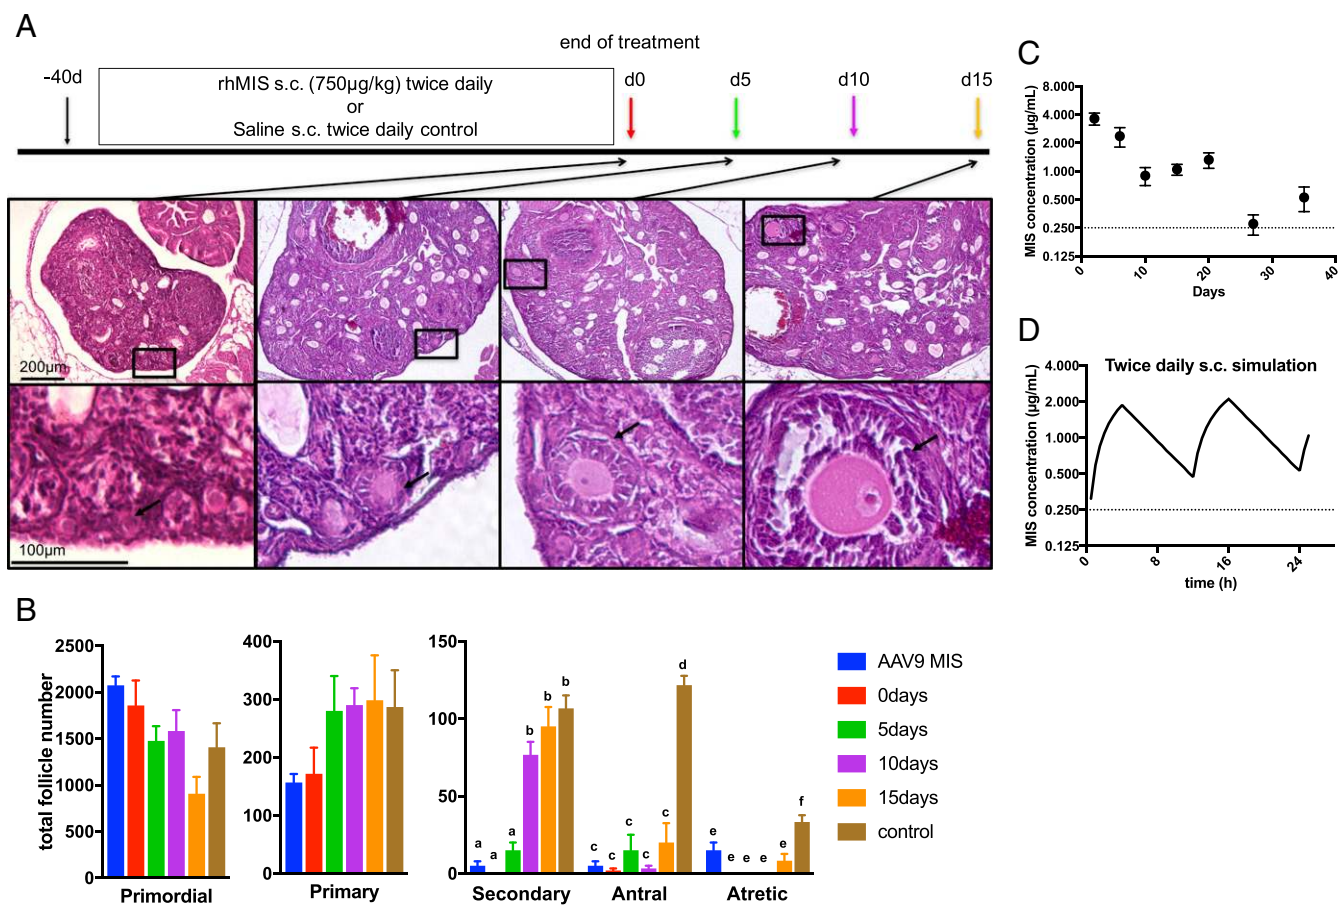 A
end of treatment
-40d
rhMIS s.c. (750µg/kg) twice daily
or
Saline s.c. twice daily control
d0
d5
d10
d15
200µm
100µm
B
total follicle number
2500
2000
1500
1000
500
0
Primordial
400
300
200
100
0
Primary
150
100
50
0
a
a
a
b
b
b
Secondary
c
c
c
c
c
d
Antral
e
e
e
e
e
f
Atretic
AAV9 MIS
0days
5days
10days
15days
control
C
MIS concentration (µg/mL)
8.000
4.000
2.000
1.000
0.500
0.250
0.125
0
10
20
30
40
Days
D
Twice daily s.c. simulation
MIS concentration (µg/mL)
4.000
2.000
1.000
0.500
0.250
0.125
0
8
16
24
time (h)